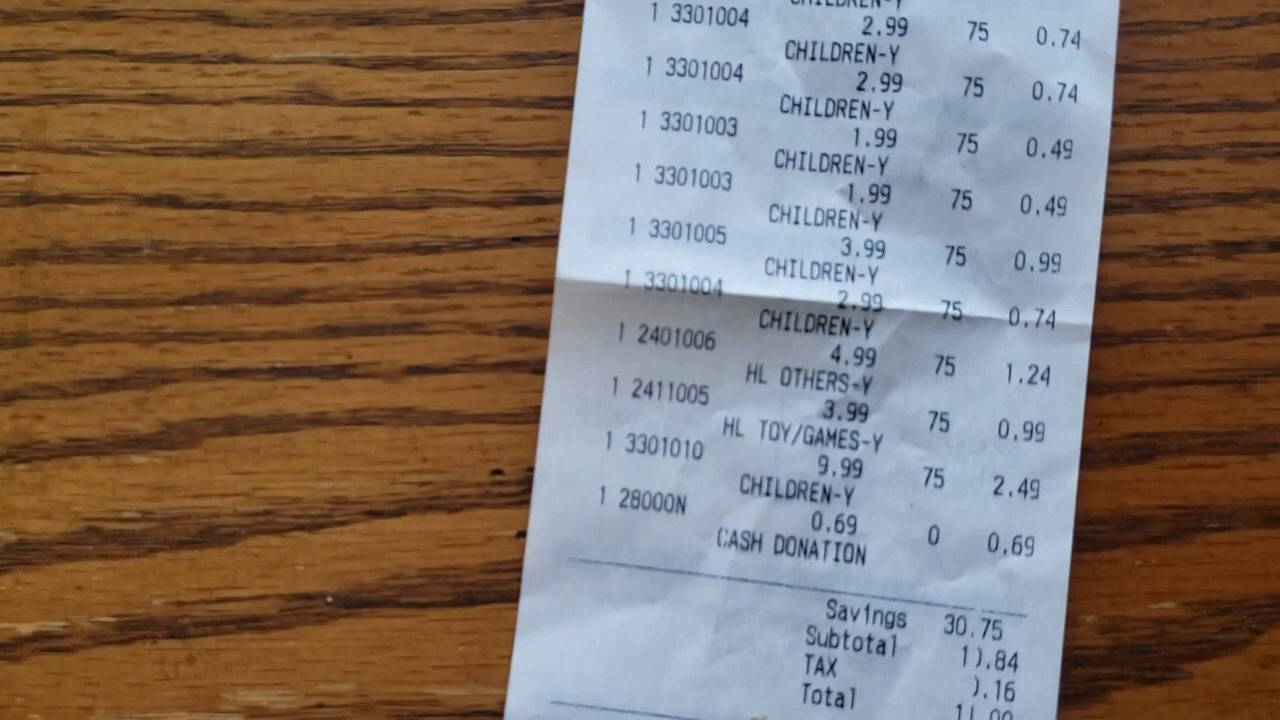 CHILDREN-Y
1 3301004 2.99 75 0.74
CHILDREN-Y
1 3301004 2.99 75 0.74
CHILDREN-Y
1 3301003 1.99 75 0.49
CHILDREN-Y
1 3301003 1.99 75 0.49
CHILDREN-Y
1 3301005 3.99 75 0.99
CHILDREN-Y
1 3301004 2.99 75 0.74
CHILDREN-Y
1 2401006 4.99 75 1.24
HL OTHERS-Y
1 2411005 3.99 75 0.99
HL TOY/GAMES-Y
1 3301010 9.99 75 2.49
CHILDREN-Y
1 28000N 0.69 0 0.69
CASH DONATION
Savings 30.75
Subtotal
TAX
Total